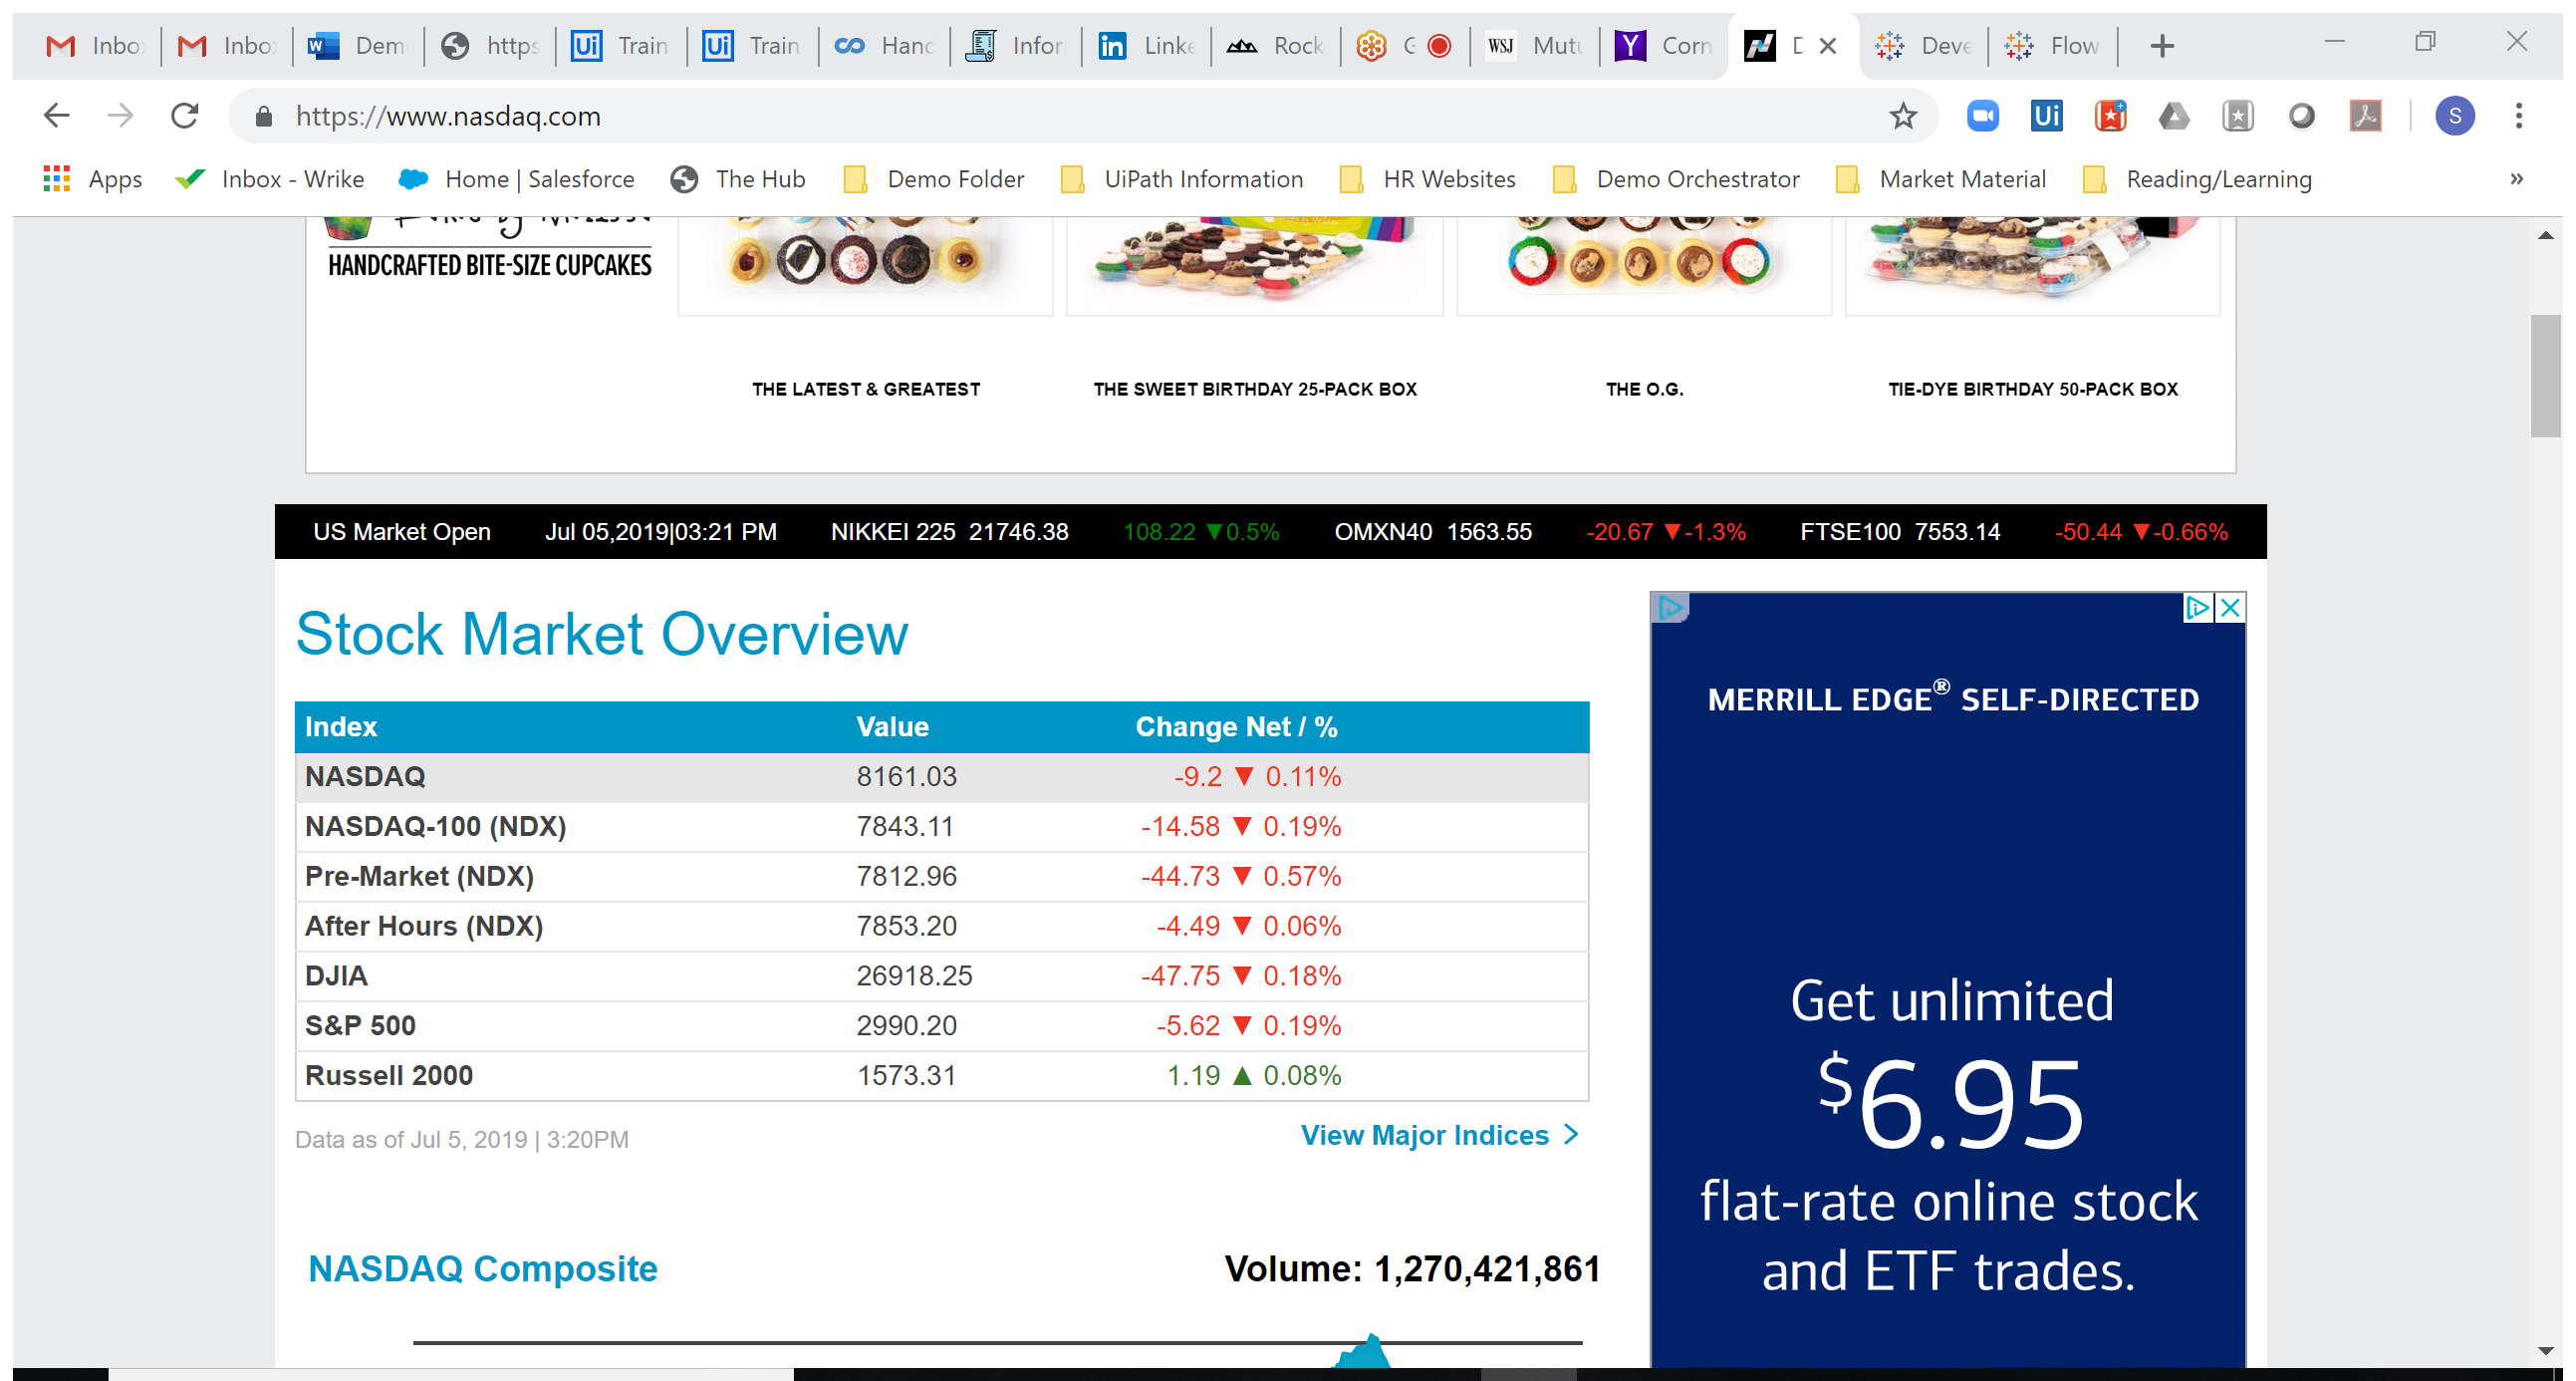 Inbo Inbo Dem https Train Train Hand Infor Linke Rock G Mutu Corn D Deve Flow
https://www.nasdaq.com
S
Apps Inbox - Wrike Home | Salesforce The Hub Demo Folder UiPath Information HR Websites Demo Orchestrator Market Material Reading/Learning »
HANDCRAFTED BITE-SIZE CUPCAKES
THE LATEST & GREATEST THE SWEET BIRTHDAY 25-PACK BOX THE O.G. TIE-DYE BIRTHDAY 50-PACK BOX
US Market Open Jul 05,2019|03:21 PM NIKKEI 225 21746.38 108.22 ▼0.5% OMXN40 1563.55 -20.67 ▼-1.3% FTSE100 7553.14 -50.44 ▼-0.66%
Stock Market Overview
Index Value Change Net / %
NASDAQ 8161.03 -9.2 ▼ 0.11%
NASDAQ-100 (NDX) 7843.11 -14.58 ▼ 0.19%
Pre-Market (NDX) 7812.96 -44.73 ▼ 0.57%
After Hours (NDX) 7853.20 -4.49 ▼ 0.06%
DJIA 26918.25 -47.75 ▼ 0.18%
S&P 500 2990.20 -5.62 ▼ 0.19%
Russell 2000 1573.31 1.19 ▲ 0.08%
Data as of Jul 5, 2019 | 3:20PM
View Major Indices >
NASDAQ Composite Volume: 1,270,421,861
MERRILL EDGE® SELF-DIRECTED
Get unlimited
$6.95
flat-rate online stock
and ETF trades.